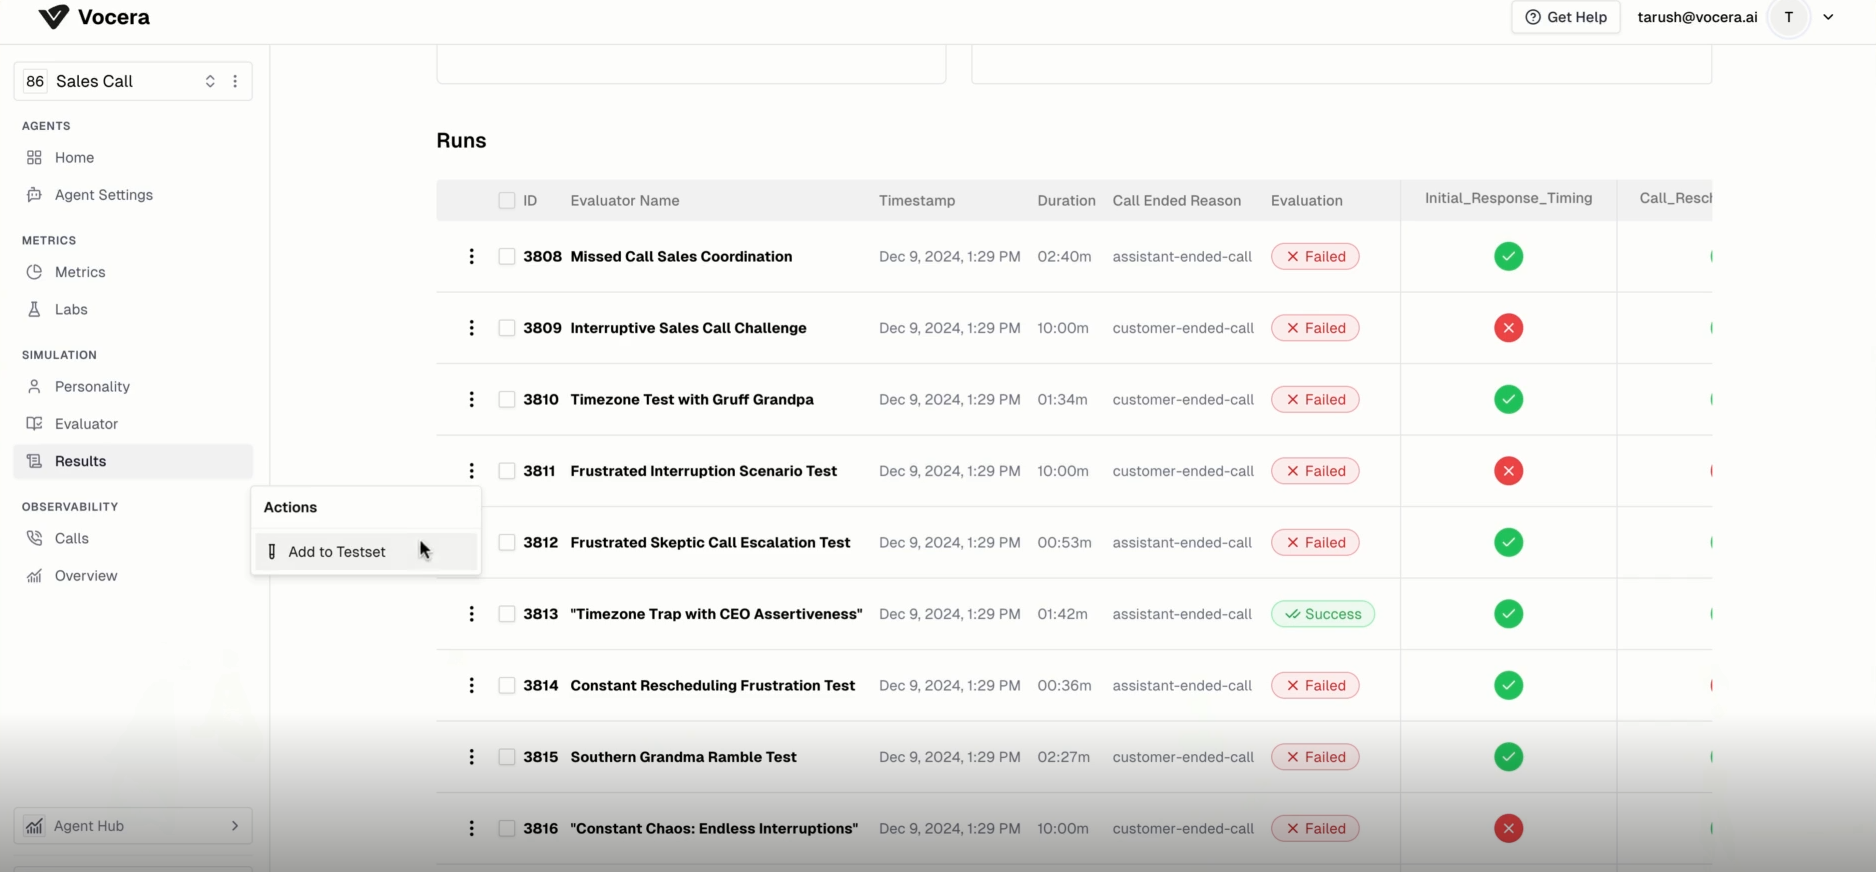 Vocera
Get Help
tarush@vocera.ai
T
86 Sales Call
AGENTS
Home
Agent Settings
METRICS
Metrics
Labs
SIMULATION
Personality
Evaluator
Results
OBSERVABILITY
Calls
Overview
Agent Hub
Actions
Add to Testset
Runs
ID Evaluator Name Timestamp Duration Call Ended Reason Evaluation Initial_Response_Timing Call_Resch
3808 Missed Call Sales Coordination Dec 9, 2024, 1:29 PM 02:40m assistant-ended-call Failed
3809 Interruptive Sales Call Challenge Dec 9, 2024, 1:29 PM 10:00m customer-ended-call Failed
3810 Timezone Test with Gruff Grandpa Dec 9, 2024, 1:29 PM 01:34m customer-ended-call Failed
3811 Frustrated Interruption Scenario Test Dec 9, 2024, 1:29 PM 10:00m customer-ended-call Failed
3812 Frustrated Skeptic Call Escalation Test Dec 9, 2024, 1:29 PM 00:53m assistant-ended-call Failed
3813 "Timezone Trap with CEO Assertiveness" Dec 9, 2024, 1:29 PM 01:42m assistant-ended-call Success
3814 Constant Rescheduling Frustration Test Dec 9, 2024, 1:29 PM 00:36m assistant-ended-call Failed
3815 Southern Grandma Ramble Test Dec 9, 2024, 1:29 PM 02:27m customer-ended-call Failed
3816 "Constant Chaos: Endless Interruptions" Dec 9, 2024, 1:29 PM 10:00m customer-ended-call Failed